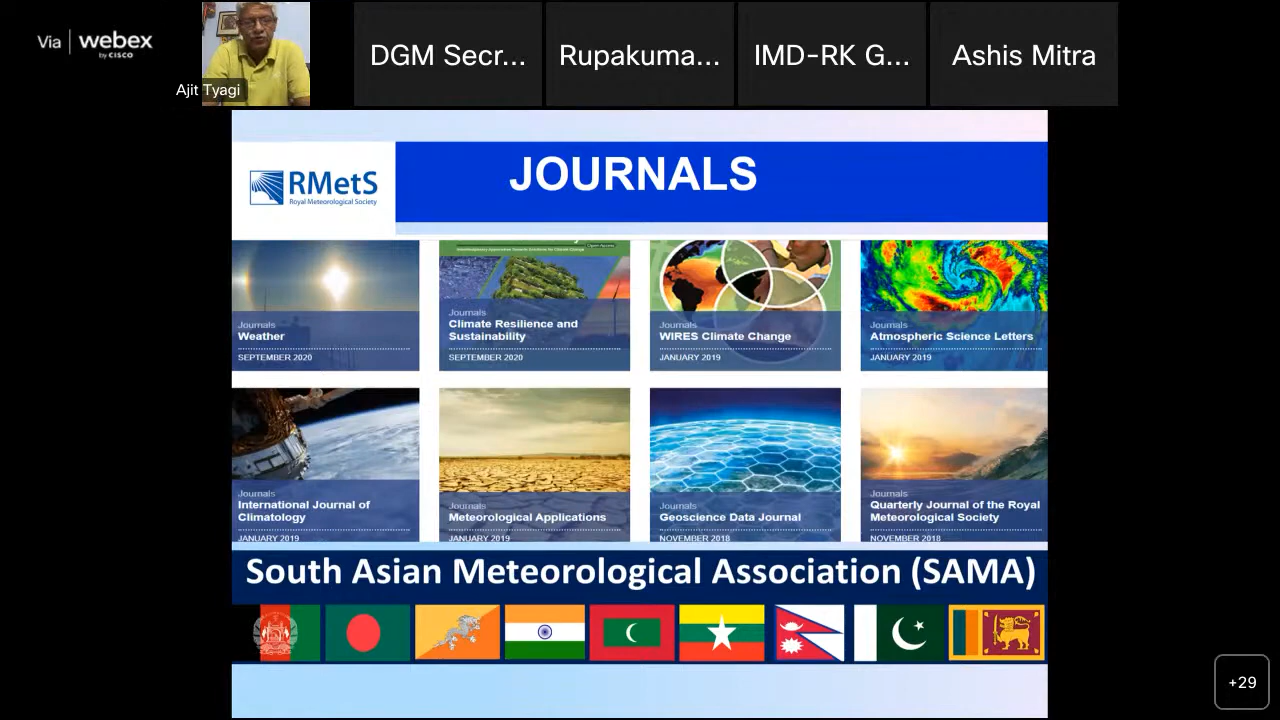 Via webex
by CISCO
Ajit Tyagi
DGM Secr...
Rupakuma...
IMD-RK G...
Ashis Mitra
RMetS
Royal Meteorological Society
JOURNALS
Journals
Weather
SEPTEMBER 2020
Open Access
Journals
Climate Resilience and
Sustainability
SEPTEMBER 2020
Journals
WIRES Climate Change
JANUARY 2019
Journals
Atmospheric Science Letters
JANUARY 2019
Journals
International Journal of
Climatology
JANUARY 2019
Journals
Meteorological Applications
JANUARY 2019
Journals
Geoscience Data Journal
NOVEMBER 2018
Journals
Quarterly Journal of the Royal
Meteorological Society
NOVEMBER 2018
South Asian Meteorological Association (SAMA)
+29